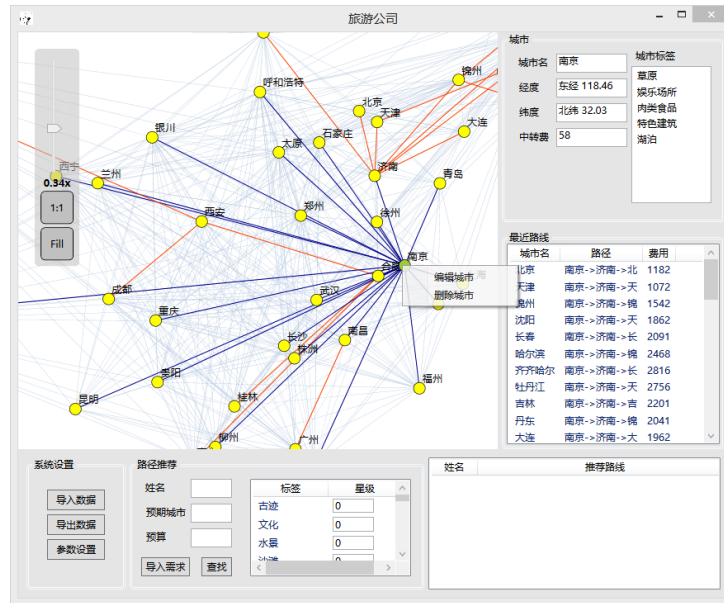 旅游公司
呼和浩特
锦州
北京
天津
银川
石家庄
大连
太原
西宁
兰州
济南
青岛
0.34x
1:1
Fill
郑州
西安
徐州
南京
合肥
编辑城市
删除城市
海
成都
武汉
重庆
长沙
南昌
株洲
贵阳
福州
昆明
桂林
柳州
广州
城市
城市名 南京
经度 东经 118.46
纬度 北纬 32.03
中转费 58
城市标签
草原
娱乐场所
肉类食品
特色建筑
湖泊
最近路线
城市名 路径 费用
北京 南京->济南->北 1182
天津 南京->济南->天 1072
锦州 南京->济南->锦 1542
沈阳 南京->济南->天 1862
长春 南京->济南->长 2091
哈尔滨 南京->济南->锦 2468
齐齐哈尔 南京->济南->长 2816
牡丹江 南京->济南->天 2756
吉林 南京->济南->吉 2201
丹东 南京->济南->锦 2041
大连 南京->济南->大 1962
系统设置
导入数据
导出数据
参数设置
路径推荐
姓名
预期城市
预算
导入需求 查找
标签 星级
古迹 0
文化 0
水景 0
沙滩 0
姓名 推荐路线